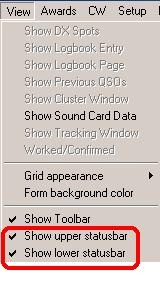 View Awards CW Setup
Show DX Spots
Show Logbook Entry
Show Logbook Page
Show Previous QSOs
Show Cluster Window
Show Sound Card Data
Show Tracking Window
Worked/Confirmed
Grid appearance
Form background color
Show Toolbar
Show upper statusbar
Show lower statusbar